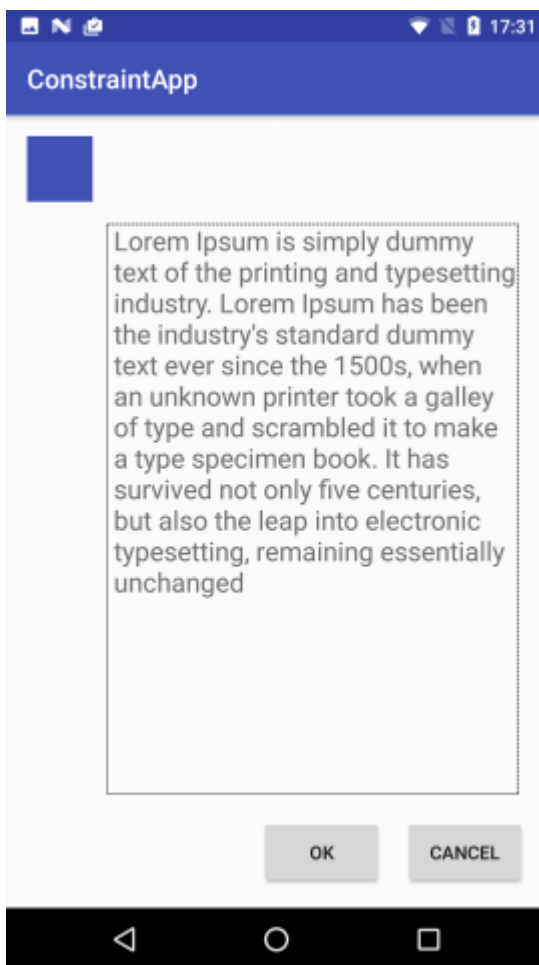 17:31
ConstraintApp
Lorem Ipsum is simply dummy
text of the printing and typesetting
industry. Lorem Ipsum has been
the industry's standard dummy
text ever since the 1500s, when
an unknown printer took a galley
of type and scrambled it to make
a type specimen book. It has
survived not only five centuries,
but also the leap into electronic
typesetting, remaining essentially
unchanged
OK CANCEL